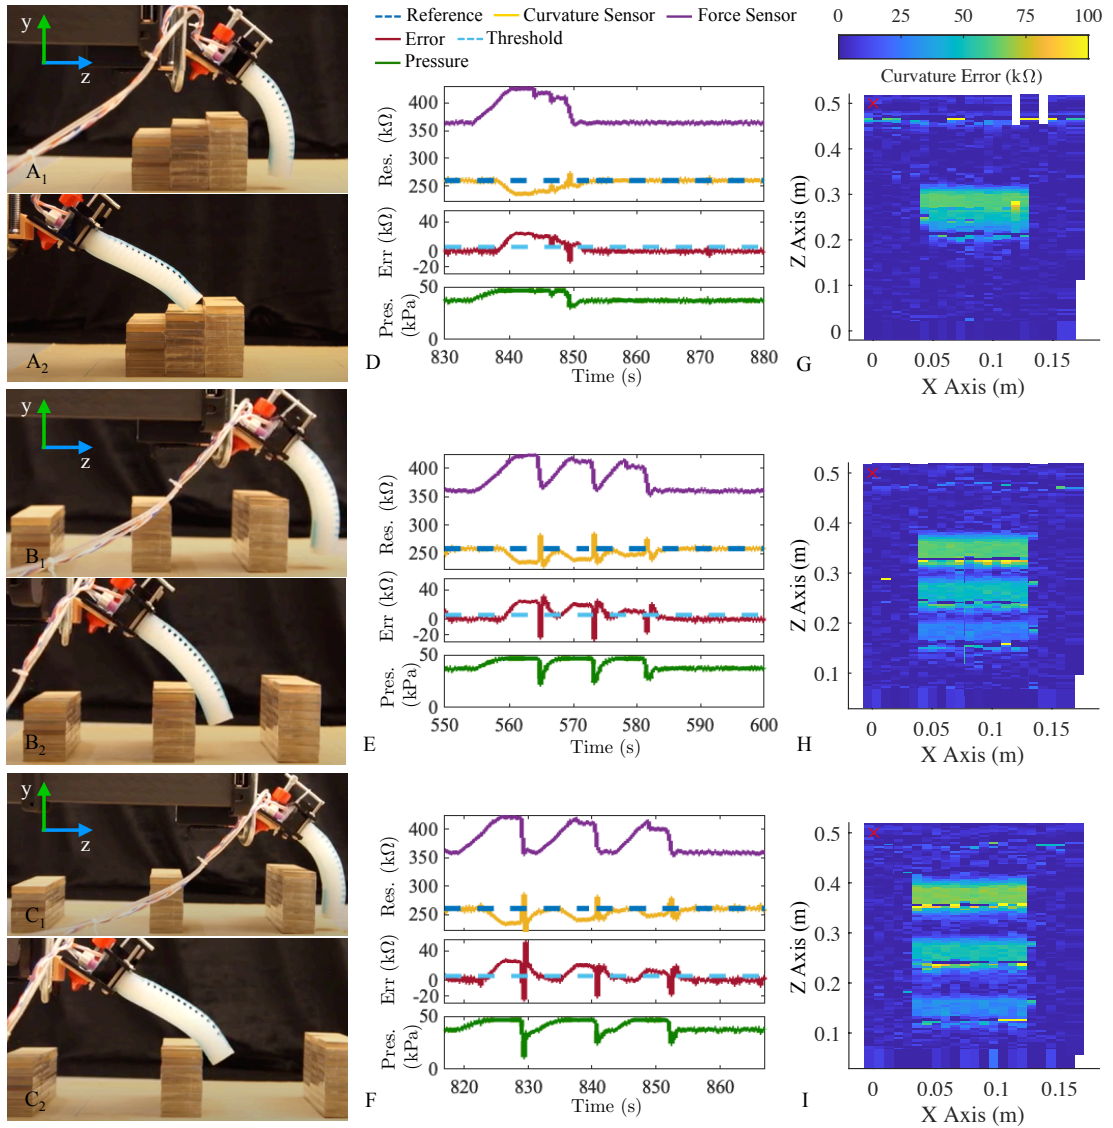 y
z
A1
A2
Reference Curvature Sensor Force Sensor
Error Threshold
Pressure
400
350
300
250
Res. (kΩ)
40
0
-20
Err (kΩ)
50
0
Pres. (kPa)
830 840 850 860 870 880
Time (s)
D
0 25 50 75 100
Curvature Error (kΩ)
0.5
0.4
0.3
0.2
0.1
0
Z Axis (m)
0 0.05 0.1 0.15
X Axis (m)
G
y
z
B1
B2
400
350
300
250
Res. (kΩ)
40
0
-20
Err (kΩ)
50
0
Pres. (kPa)
550 560 570 580 590 600
Time (s)
E
0.5
0.4
0.3
0.2
0.1
Z Axis (m)
0 0.05 0.1 0.15
X Axis (m)
H
y
z
C1
C2
400
350
300
250
Res. (kΩ)
40
0
-20
Err (kΩ)
50
0
Pres. (kPa)
820 830 840 850 860
Time (s)
F
0.5
0.4
0.3
0.2
0.1
Z Axis (m)
0 0.05 0.1 0.15
X Axis (m)
I